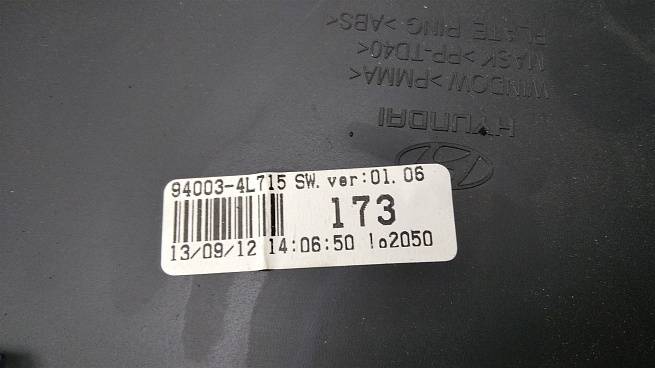 94003-4L715 SW. ver:01. 06
173
13/09/12 14:06:50 !o2050
HYUNDAI
WINDOW >PMMA<
MASK >PP-TD40<
PLATE RING >ABS<